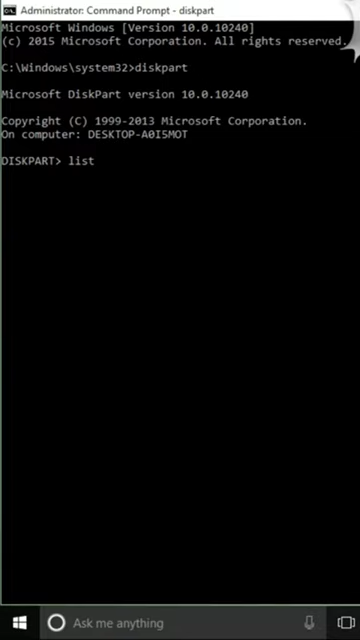 Administrator: Command Prompt - diskpart
Microsoft Windows [Version 10.0.10240]
(c) 2015 Microsoft Corporation. All rights reserved.
C:\Windows\system32>diskpart
Microsoft DiskPart version 10.0.10240
Copyright (C) 1999-2013 Microsoft Corporation.
On computer: DESKTOP-A0I5MOT
DISKPART> list
Ask me anything